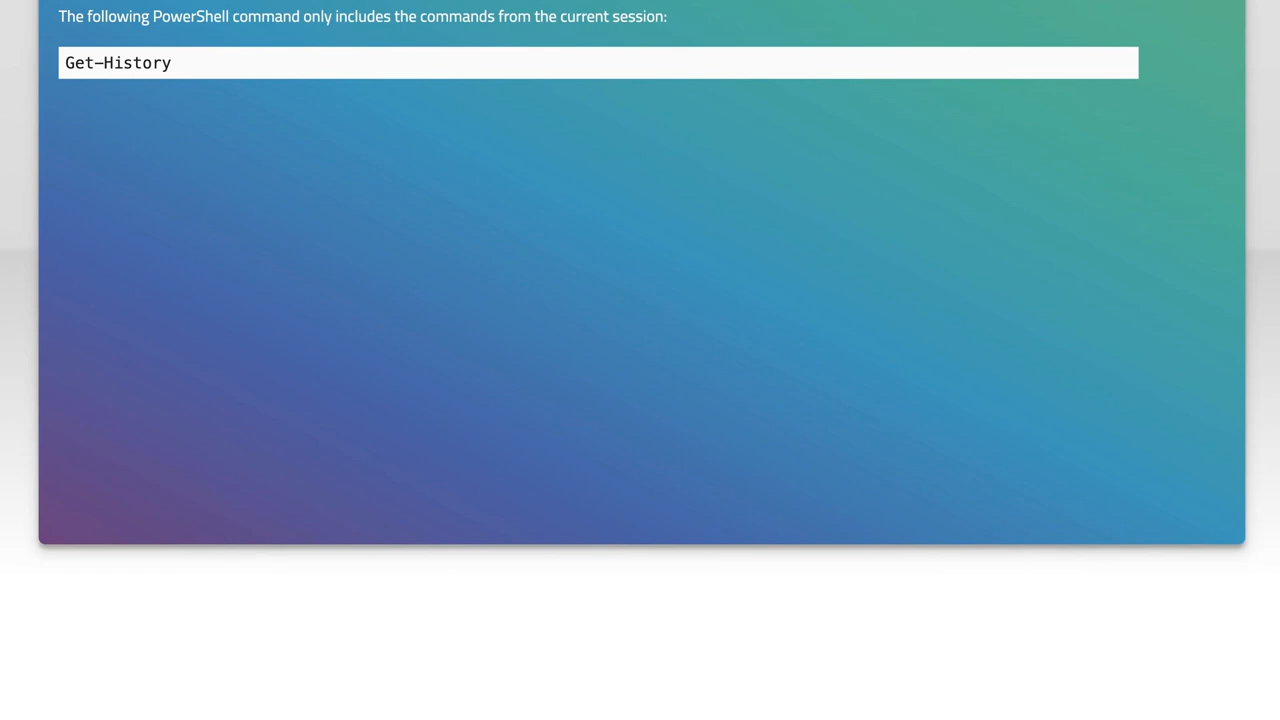 The following PowerShell command only includes the commands from the current session:
Get-History